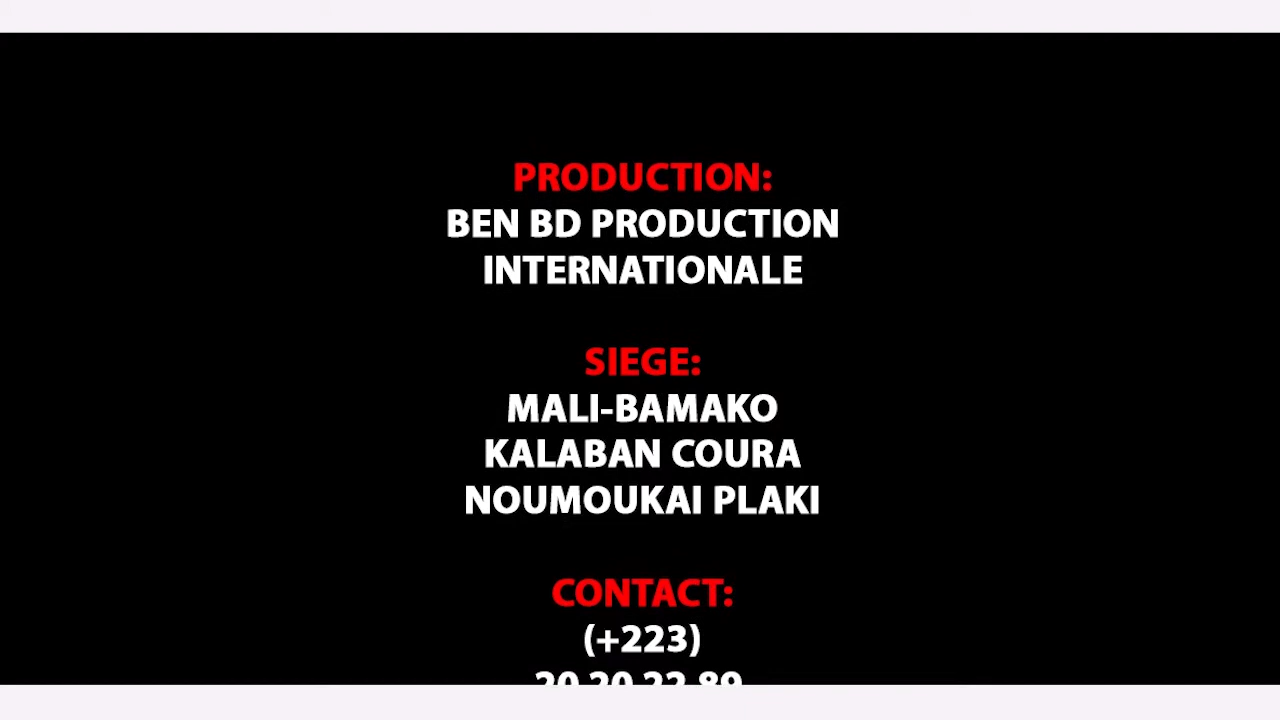 PRODUCTION:
BEN BD PRODUCTION
INTERNATIONALE
SIEGE:
MALI-BAMAKO
KALABAN COURA
NOUMOUKAI PLAKI
CONTACT:
(+223)